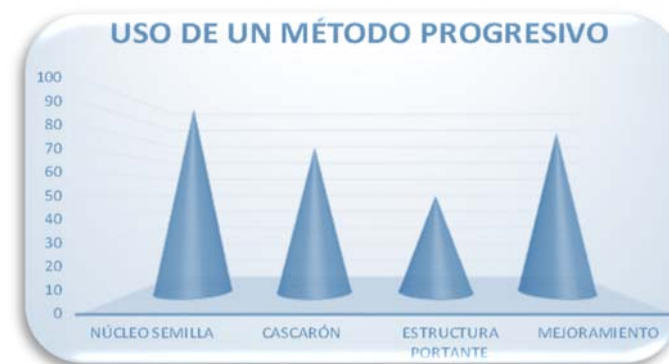 USO DE UN MÉTODO PROGRESIVO
100
90
80
70
60
50
40
30
20
10
0
NÚCLEO SEMILLA
CASCARÓN
ESTRUCTURA
PORTANTE
MEJORAMIENTO